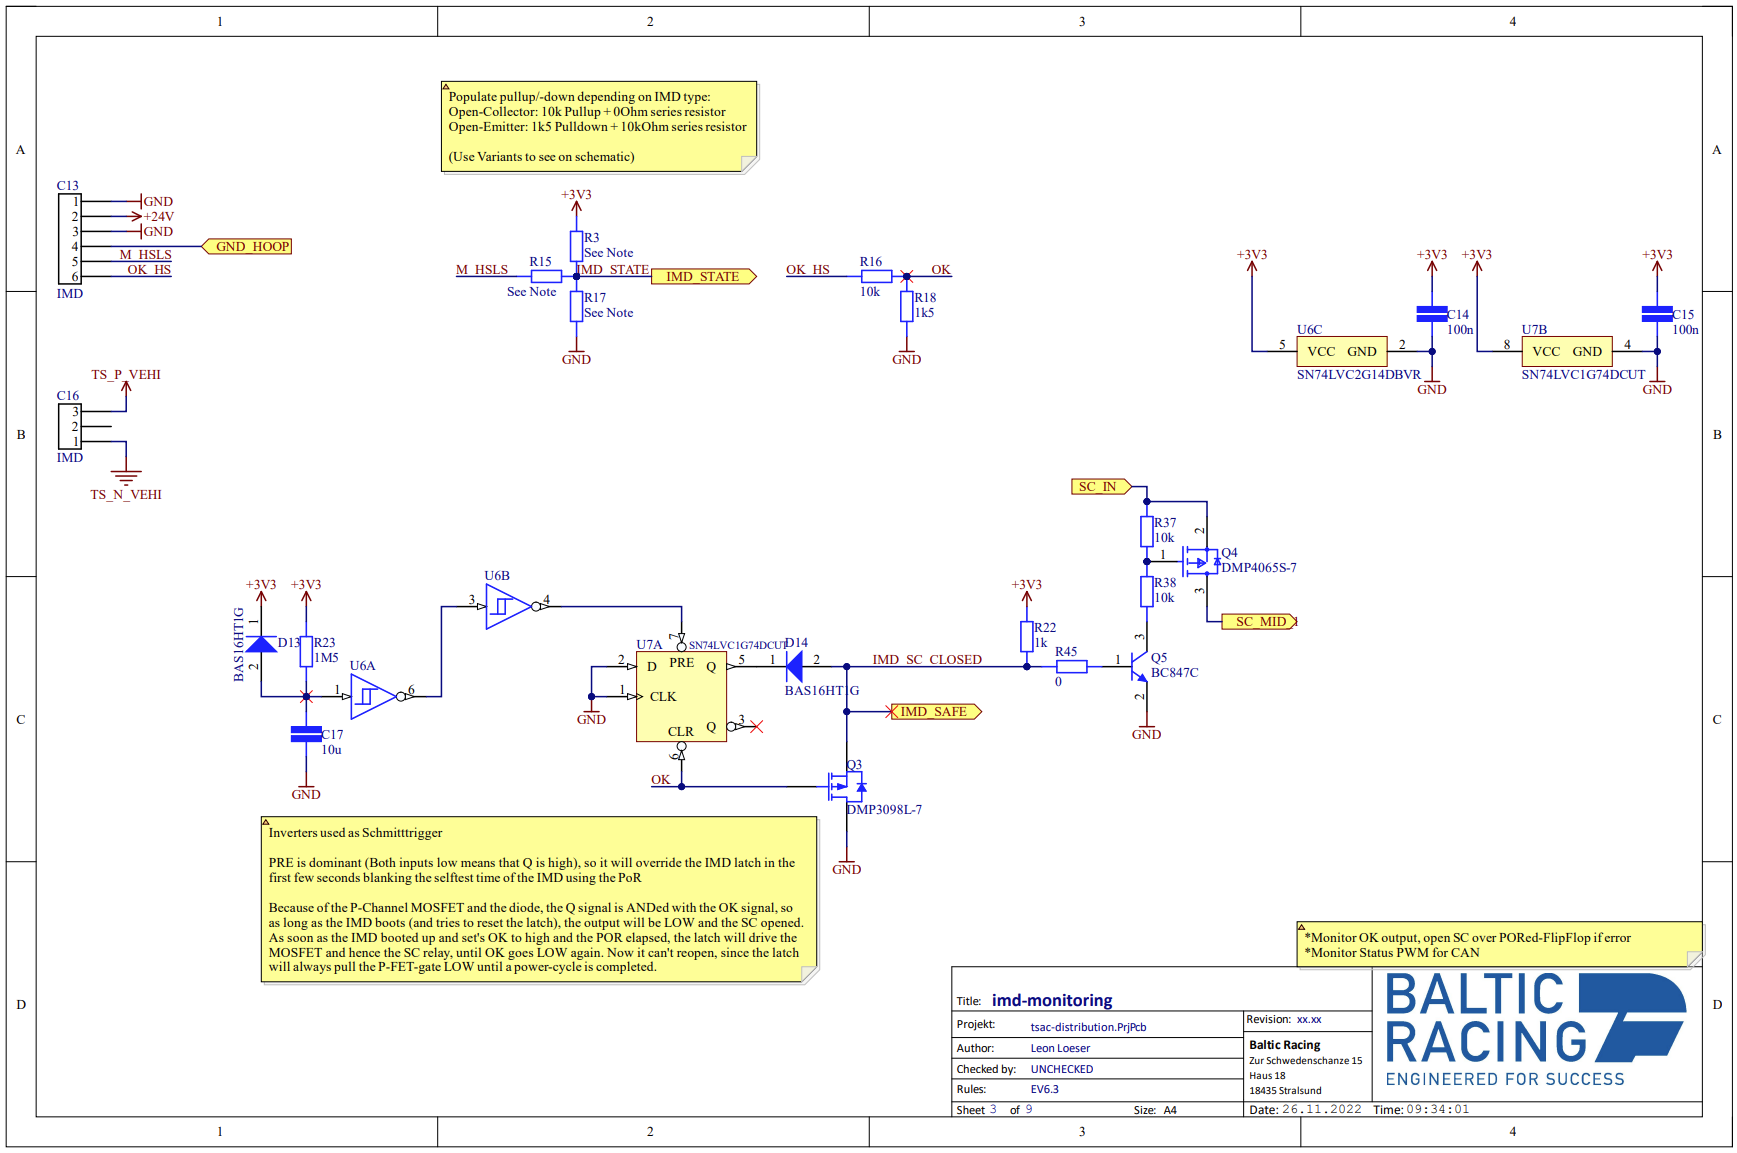 1
2
3
4
A
A
Populate pullup/-down depending on IMD type:
Open-Collector: 10k Pullup + 0Ohm series resistor
Open-Emitter: 1k5 Pulldown + 10kOhm series resistor
(Use Variants to see on schematic)
C13
1
GND
2
+24V
3
GND
4
GND_HOOP
5
M_HSLS
6
OK_HS
IMD
+3V3
R3
See Note
M_HSLS
R15
See Note
IMD_STATE
IMD_STATE
R17
See Note
GND
OK_HS
R16
10k
OK
R18
1k5
GND
+3V3
+3V3
+3V3
+3V3
C14
100n
C15
100n
U6C
5
VCC
GND
2
SN74LVC2G14DBVR
GND
U7B
8
VCC
GND
4
SN74LVC1G74DCUT
GND
B
B
TS_P_VEHI
C16
3
2
1
IMD
TS_N_VEHI
SC_IN
R37
10k
2
1
Q4
DMP4065S-7
R38
10k
3
SC_MID
+3V3
+3V3
BAS16HT1G
1
D13
2
R23
1M5
U6A
1
6
C17
10u
GND
U6B
3
4
7
U7A
SN74LVC1G74DCUT
2
D
PRE
Q
5
1
CLK
GND
CLR
Q
3
6
OK
D14
1
2
BAS16HT1G
IMD_SC_CLOSED
IMD_SAFE
Q3
DMP3098L-7
GND
+3V3
R22
1k
R45
0
1
3
Q5
BC847C
2
GND
C
C
Inverters used as Schmitttrigger
PRE is dominant (Both inputs low means that Q is high), so it will override the IMD latch in the
first few seconds blanking the selftest time of the IMD using the PoR
Because of the P-Channel MOSFET and the diode, the Q signal is ANDed with the OK signal, so
as long as the IMD boots (and tries to reset the latch), the output will be LOW and the SC opened.
As soon as the IMD booted up and set's OK to high and the POR elapsed, the latch will drive the
MOSFET and hence the SC relay, until OK goes LOW again. Now it can't reopen, since the latch
will always pull the P-FET-gate LOW until a power-cycle is completed.
*Monitor OK output, open SC over PORed-FlipFlop if error
*Monitor Status PWM for CAN
D
D
Title: imd-monitoring
Projekt: tsac-distribution.PrjPcb
Author: Leon Loeser
Checked by: UNCHECKED
Rules: EV6.3
Sheet 3 of 9 Size: A4
Revision: xx.xx
Baltic Racing
Zur Schwedenschanze 15
Haus 18
18435 Stralsund
Date: 26.11.2022 Time: 09:34:01
BALTIC
RACING
ENGINEERED FOR SUCCESS
1
2
3
4